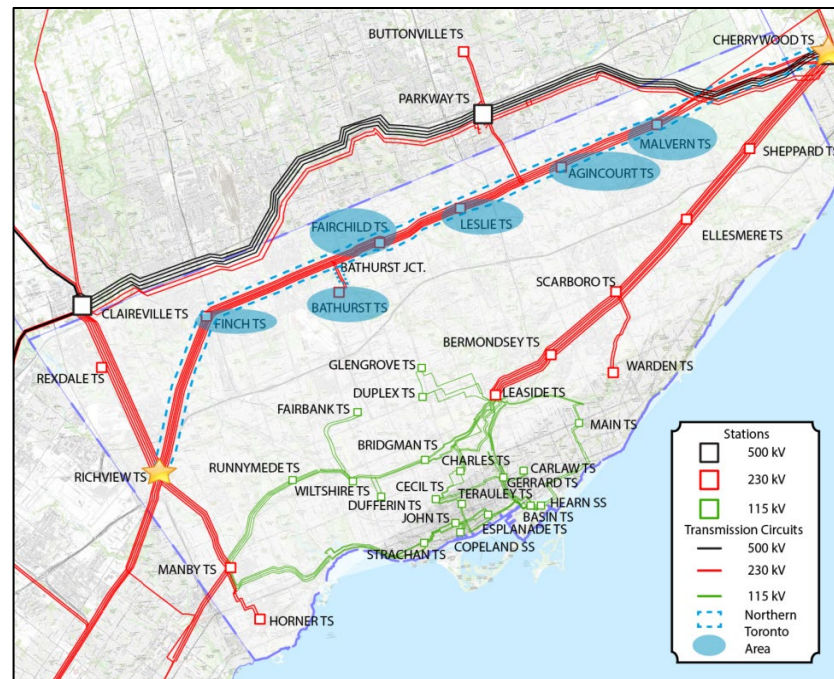 CHERRYWOOD TS
BUTTONVILLE TS
PARKWAY TS
MALVERN TS
SHEPPARD TS
AGINCOURT TS
FAIRCHILD TS
LESLIE TS
ELLESMERE TS
BATHURST JCT.
SCARBORO TS
BATHURST TS
CLAIREVILLE TS
FINCH TS
BERMONDSEY TS
GLENGROVE TS
WARDEN TS
REXDALE TS
DUPLEX TS
LEASIDE TS
FAIRBANK TS
MAIN TS
BRIDGMAN TS
RICHVIEW TS
RUNNYMEDE TS
CHARLES TS
CARLAW TS
WILTSHIRE TS
CECIL TS
GERRARD TS
DUFFERIN TS
TERAULEY TS
HEARN SS
JOHN TS
BASIN TS
ESPLANADE TS
STRACHAN TS
COPELAND SS
MANBY TS
HORNER TS
Stations
500 kV
230 kV
115 kV
Transmission Circuits
500 kV
230 kV
115 kV
Northern
Toronto
Area